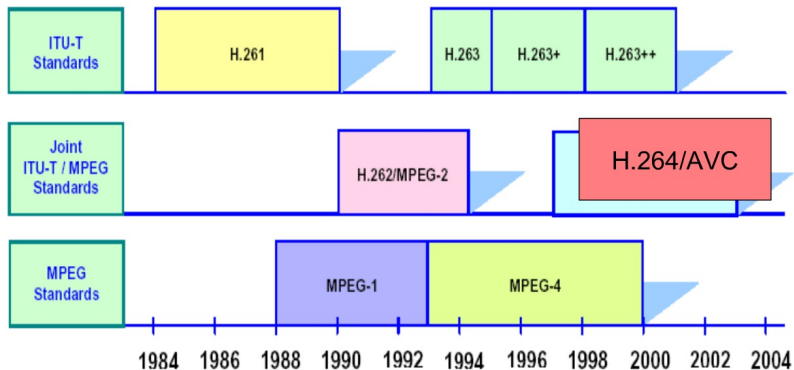 ITU-T
Standards
H.261
H.263
H.263+
H.263++
Joint
ITU-T / MPEG
Standards
H.262/MPEG-2
H.264/AVC
MPEG
Standards
MPEG-1
MPEG-4
1984 1986 1988 1990 1992 1994 1996 1998 2000 2002 2004